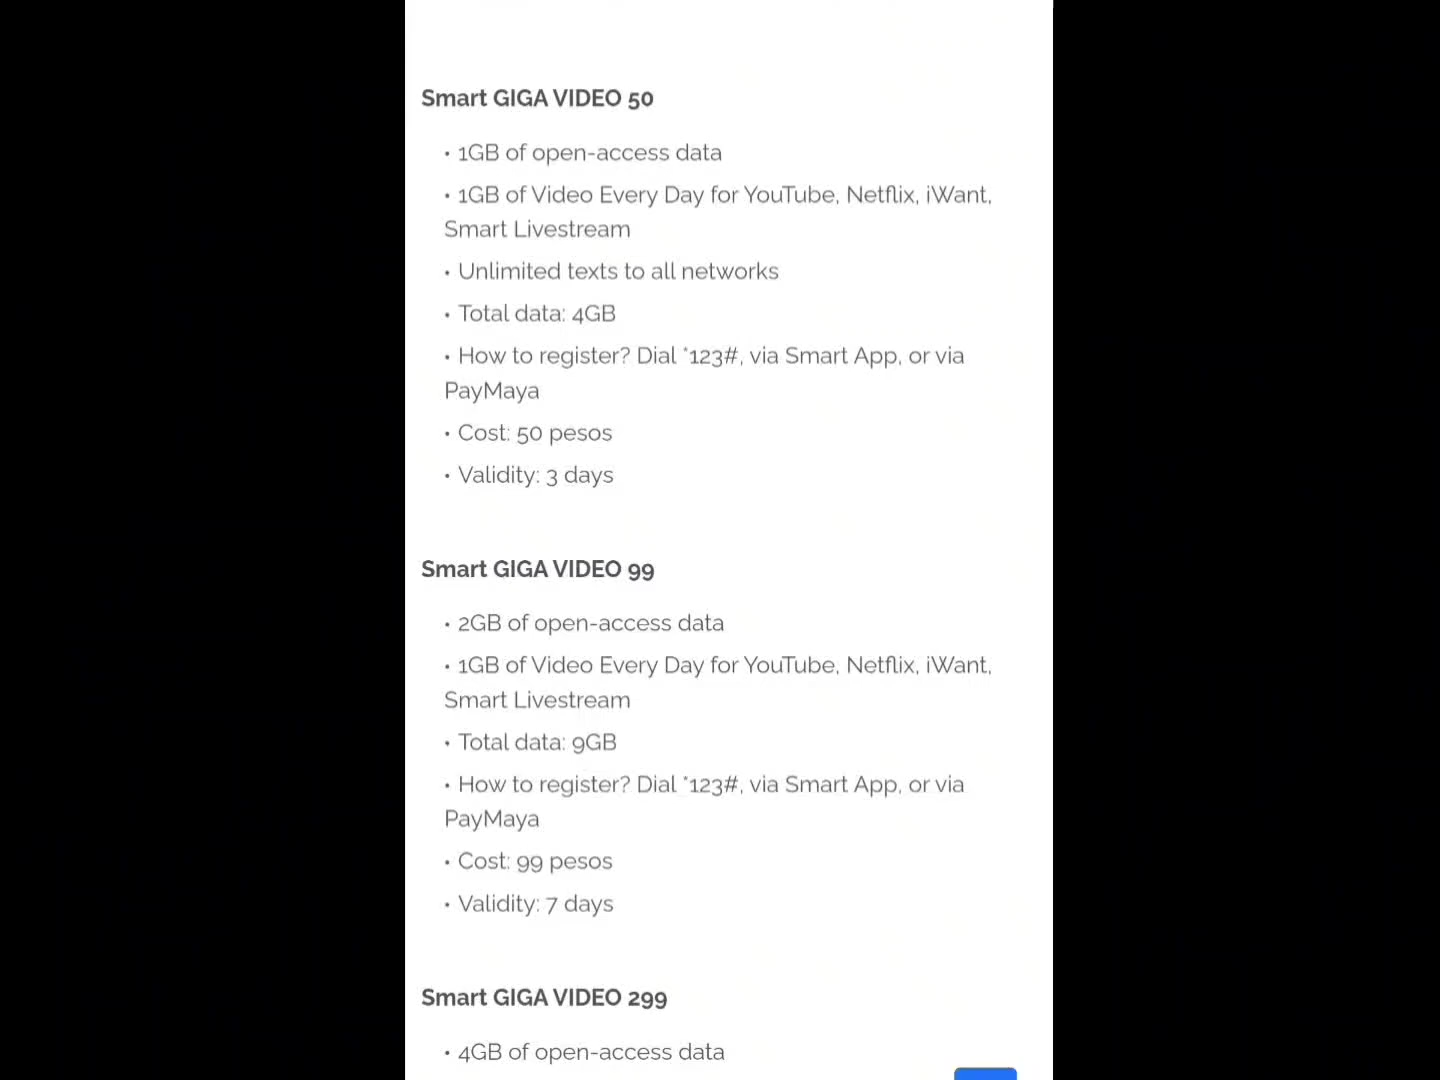 Smart GIGA VIDEO 50
• 1GB of open-access data
• 1GB of Video Every Day for YouTube, Netflix, iWant,
Smart Livestream
• Unlimited texts to all networks
• Total data: 4GB
• How to register? Dial *123#, via Smart App, or via
PayMaya
• Cost: 50 pesos
• Validity: 3 days
Smart GIGA VIDEO 99
• 2GB of open-access data
• 1GB of Video Every Day for YouTube, Netflix, iWant,
Smart Livestream
• Total data: 9GB
• How to register? Dial *123#, via Smart App, or via
PayMaya
• Cost: 99 pesos
• Validity: 7 days
Smart GIGA VIDEO 299
• 4GB of open-access data